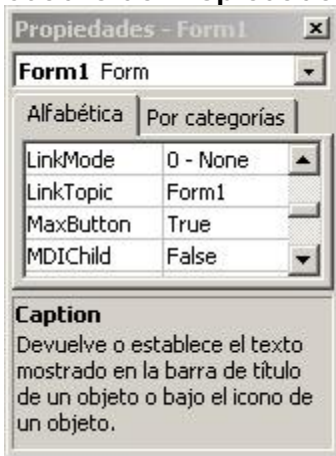 Propiedades - Form1
Form1 Form
Alfabética Por categorías
LinkMode 0 - None
LinkTopic Form1
MaxButton True
MDIChild False
Caption
Devuelve o establece el texto
mostrado en la barra de título
de un objeto o bajo el icono de
un objeto.